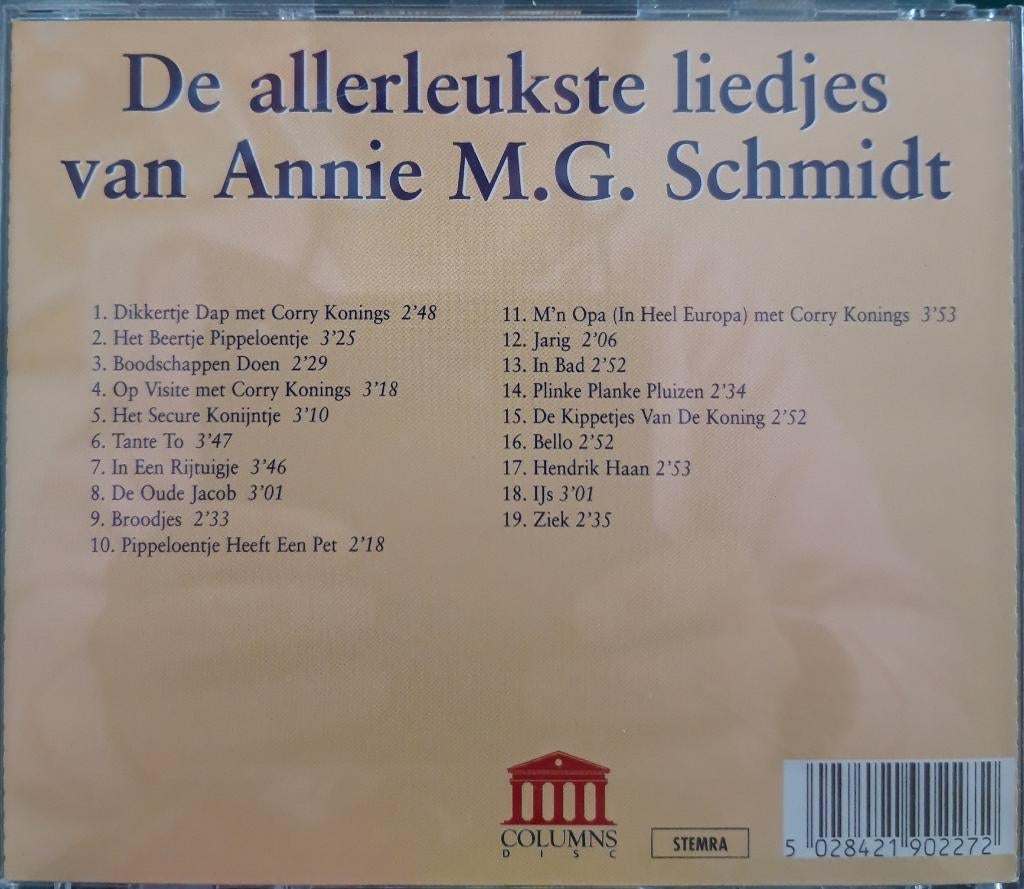 De allerleukste liedjes
van Annie M.G. Schmidt
1. Dikkertje Dap met Corry Konings 2'48
2. Het Beertje Pippeloentje 3'25
3. Boodschappen Doen 2'29
4. Op Visite met Corry Konings 3'18
5. Het Secure Konijntje 3'10
6. Tante To 3'47
7. In Een Rijtuigje 3'46
8. De Oude Jacob 3'01
9. Broodjes 2'33
10. Pippeloentje Heeft Een Pet 2'18
11. M'n Opa (In Heel Europa) met Corry Konings 3'53
12. Jarig 2'06
13. In Bad 2'52
14. Plinke Planke Pluizen 2'34
15. De Kippetjes Van De Koning 2'52
16. Bello 2'52
17. Hendrik Haan 2'53
18. IJs 3'01
19. Ziek 2'35
COLUMNS
DISC
STEMRA
5 028421 902272